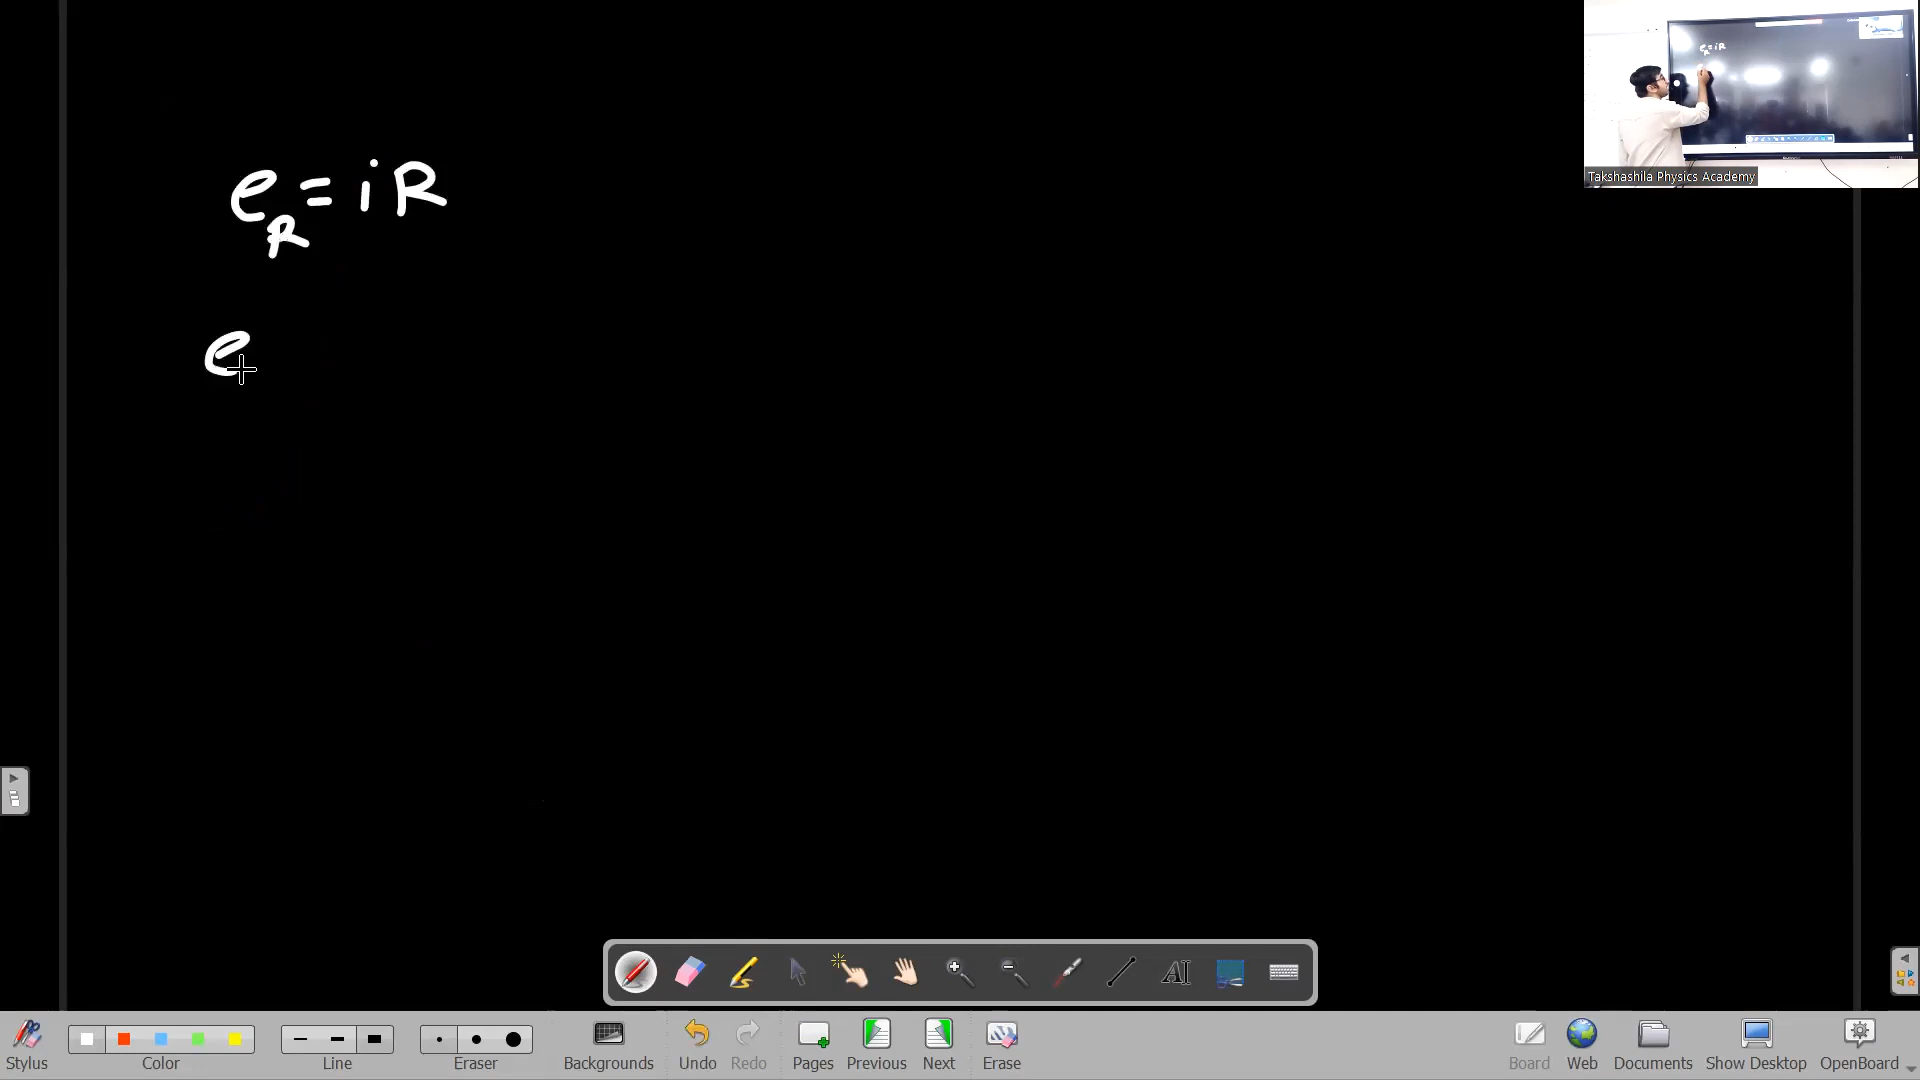 Takshashila Physics Academy
e_R = iR
e
Stylus
Color
Line
Eraser
Backgrounds
Undo
Redo
Pages
Previous
Next
Erase
Board
Web
Documents
Show Desktop
OpenBoard